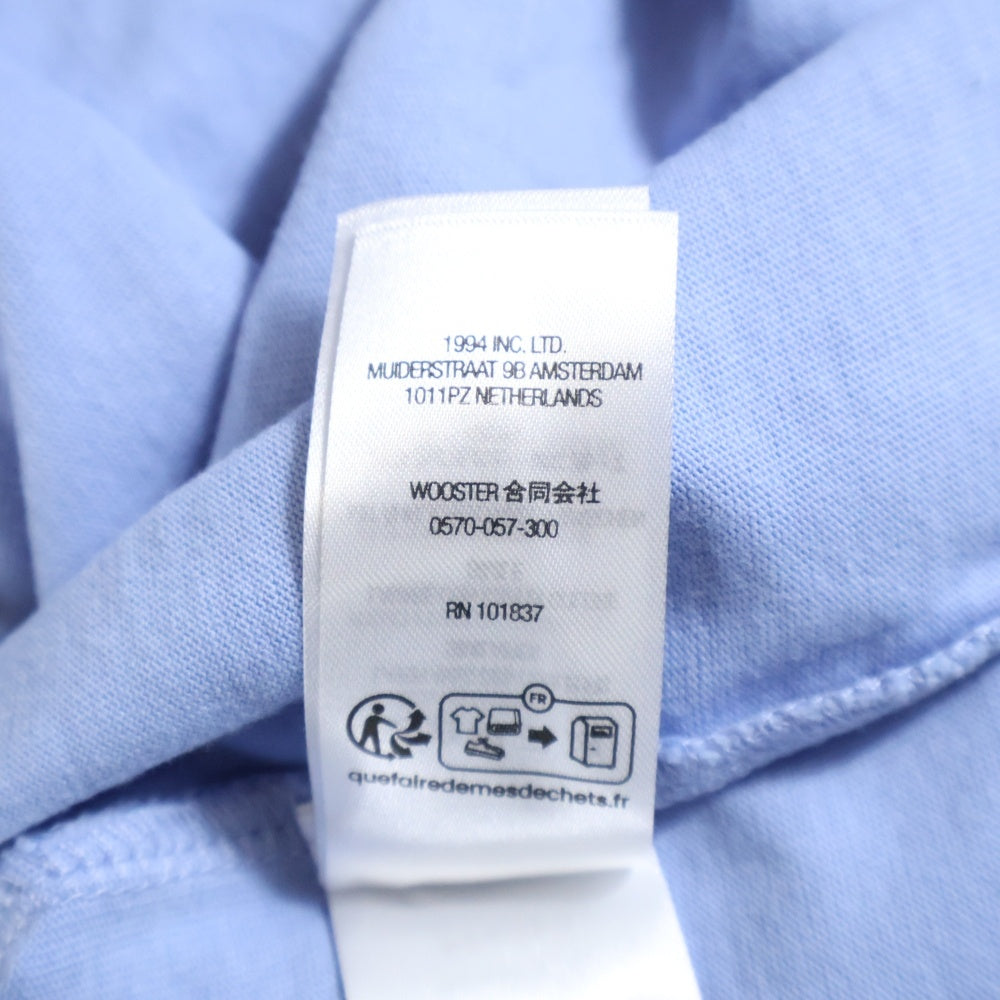 1994 INC. LTD.
MUIDERSTRAAT 9B AMSTERDAM
1011PZ NETHERLANDS
WOOSTER 合同会社
0570-057-300
RN 101837
FR
quefairedemesdechets.fr